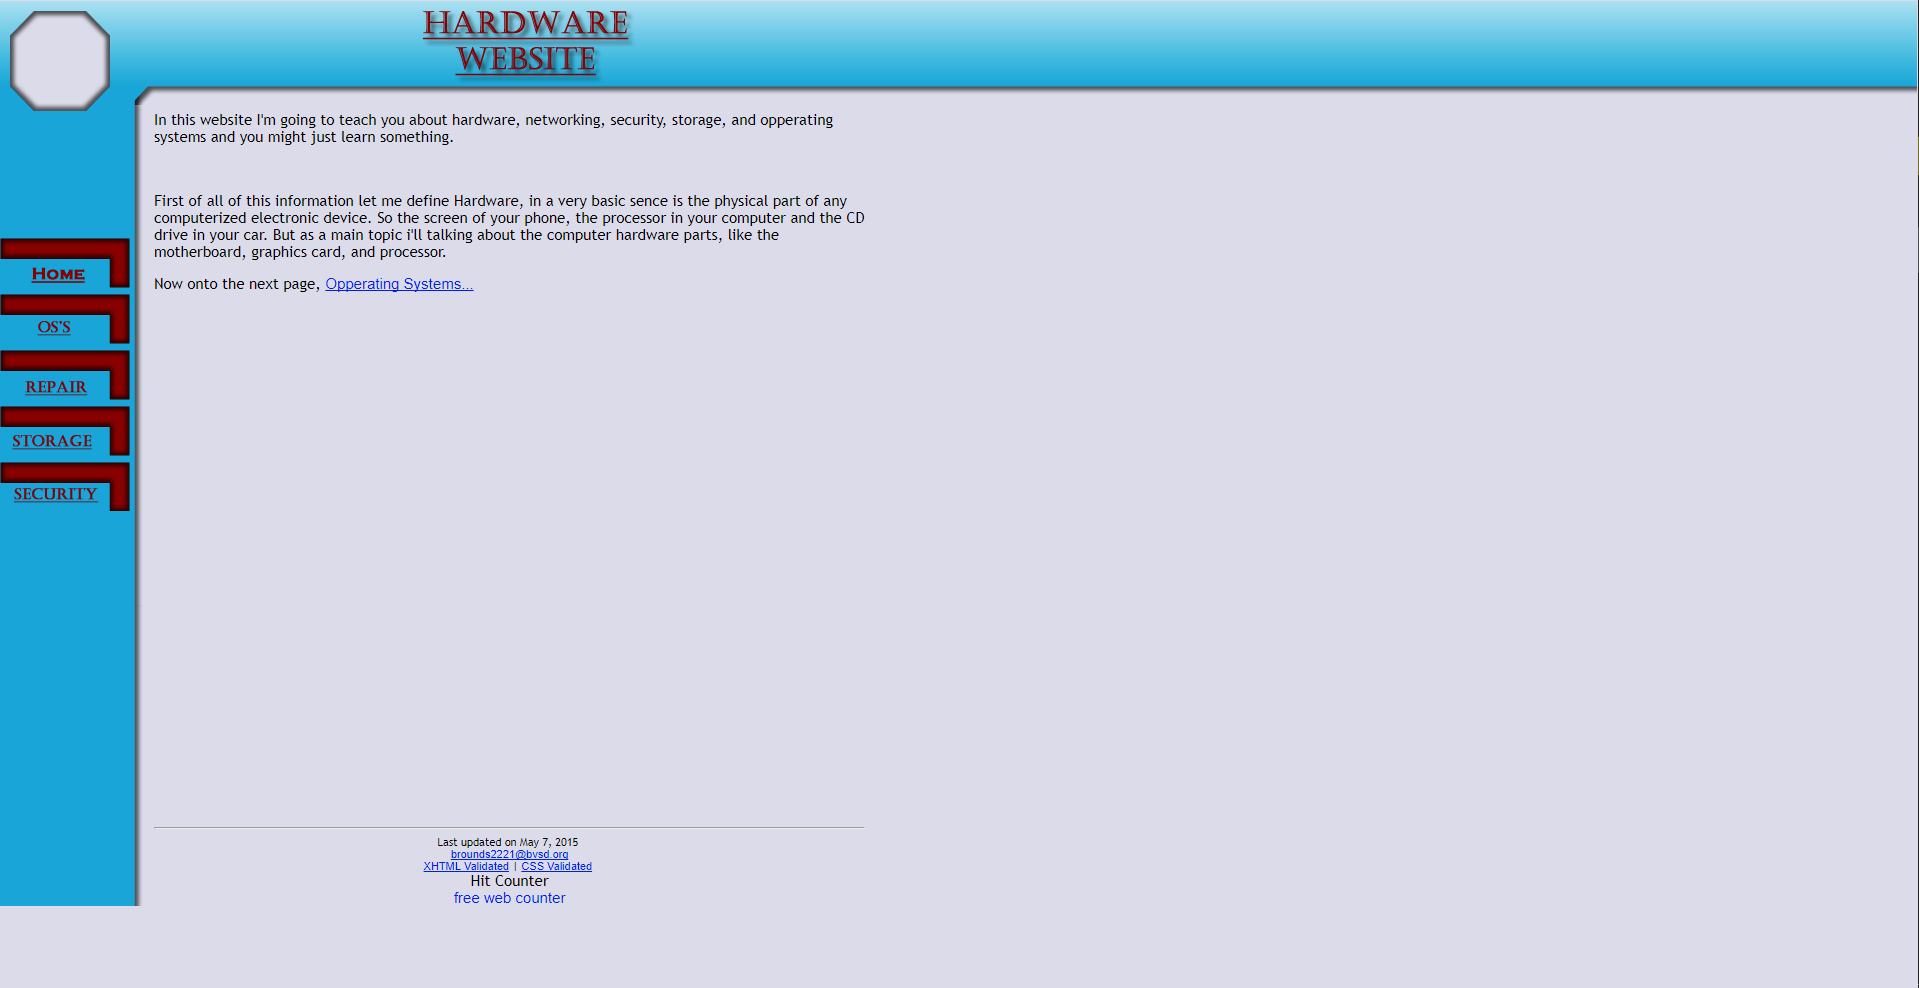 HARDWARE
WEBSITE
In this website I'm going to teach you about hardware, networking, security, storage, and opperating
systems and you might just learn something.
First of all of this information let me define Hardware, in a very basic sence is the physical part of any
computerized electronic device. So the screen of your phone, the processor in your computer and the CD
drive in your car. But as a main topic i'll talking about the computer hardware parts, like the
motherboard, graphics card, and processor.
Now onto the next page, Opperating Systems...
HOME
OS'S
REPAIR
STORAGE
SECURITY
Last updated on May 7, 2015
brounds2221@bvsd.org
XHTML Validated | CSS Validated
Hit Counter
free web counter